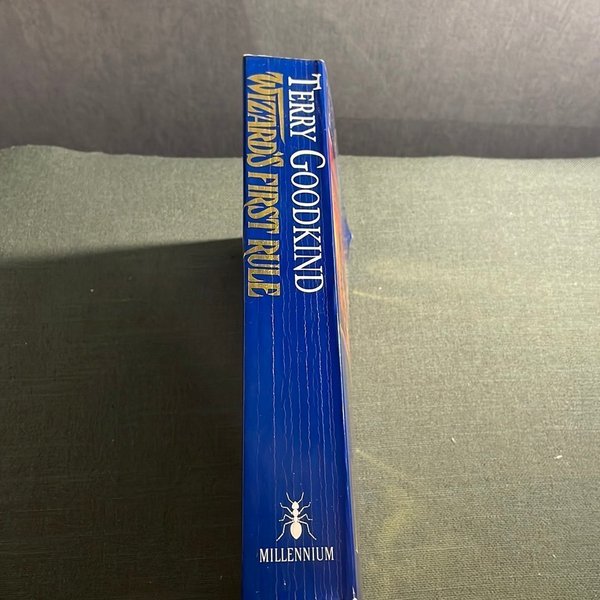 TERRY GOODKIND
WIZARD'S FIRST RULE
MILLENNIUM